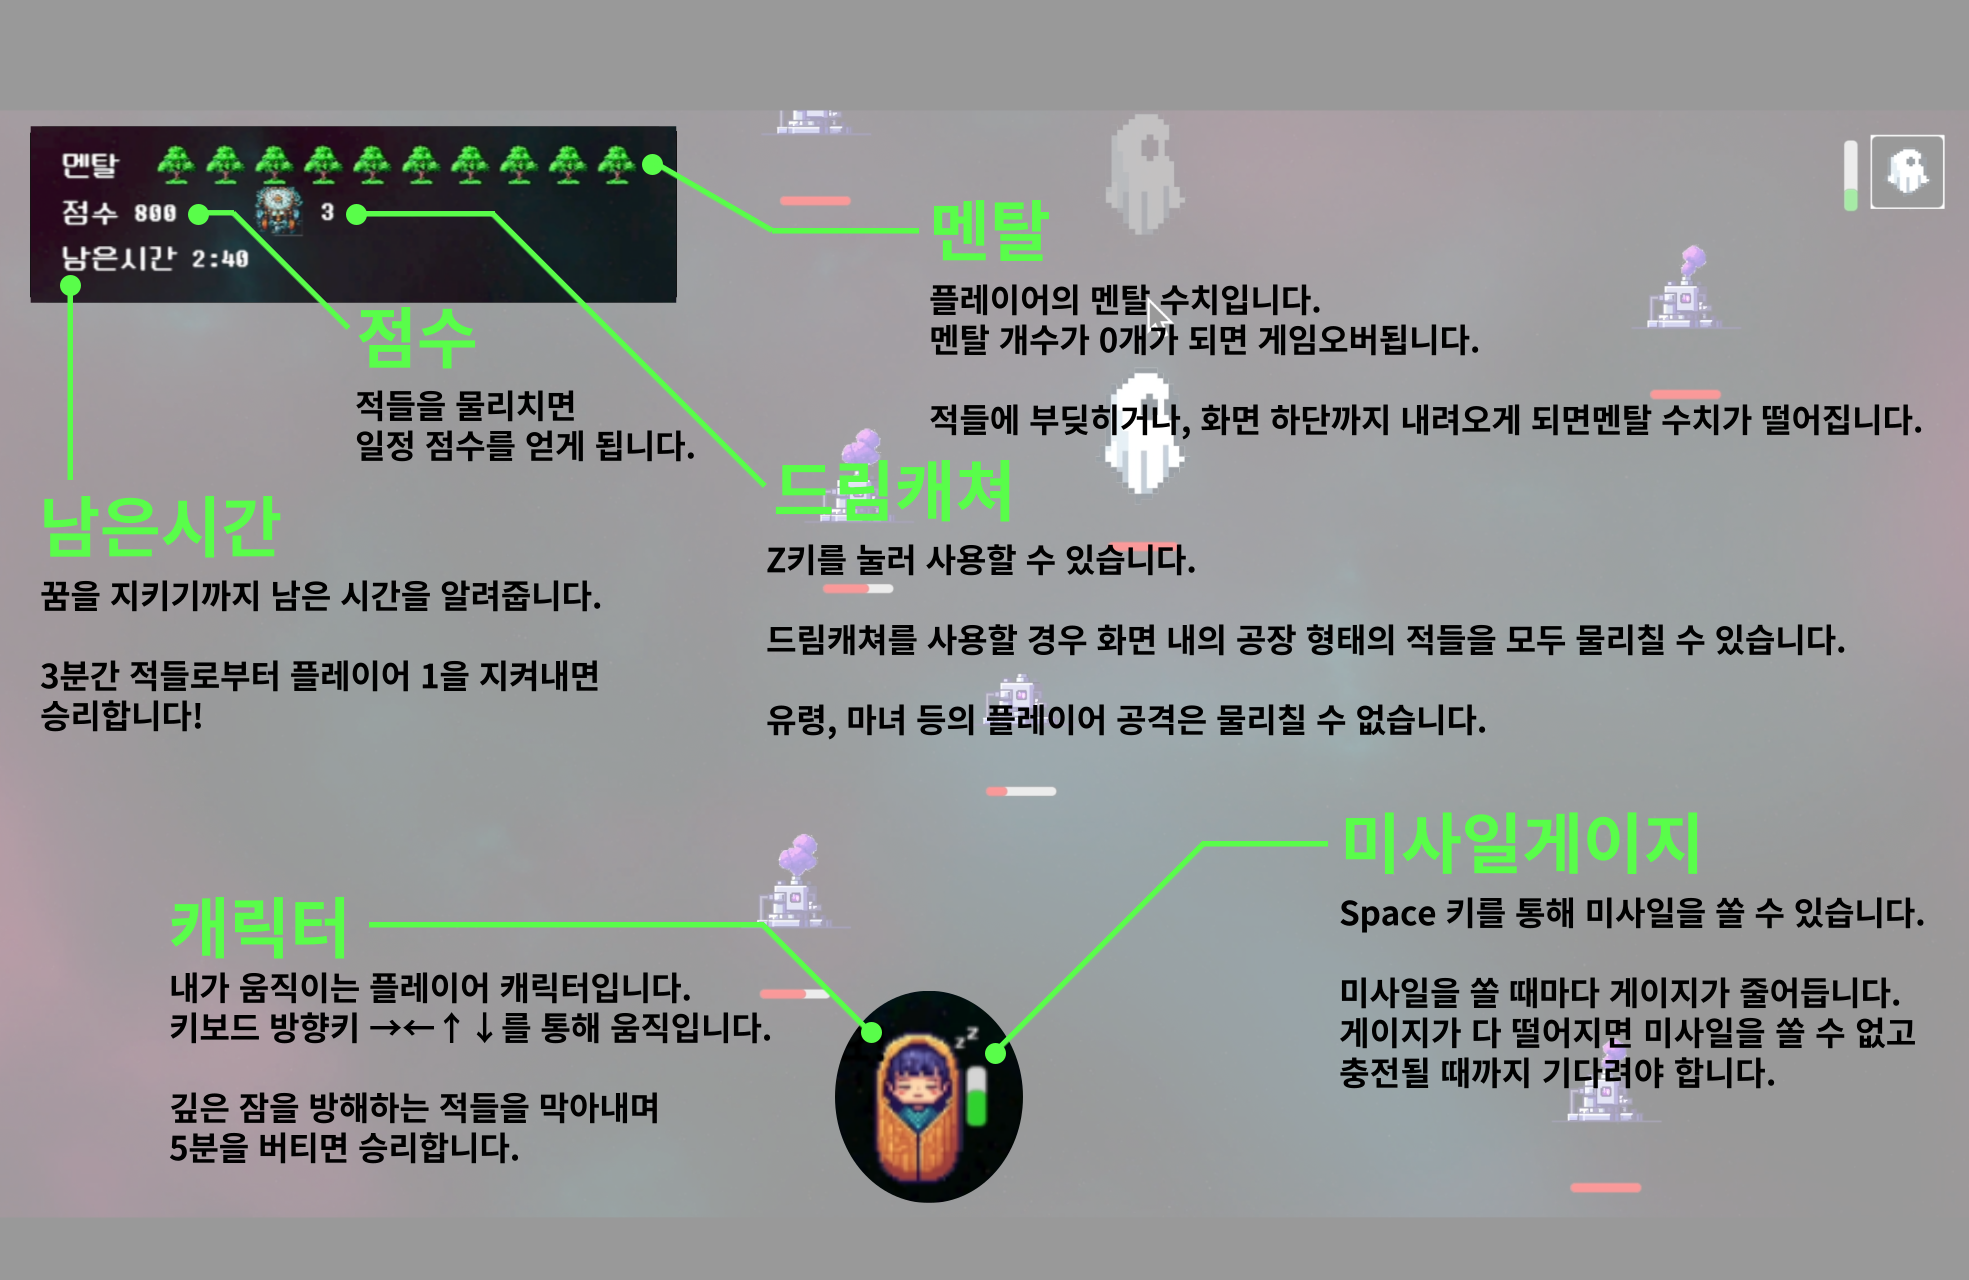 멘탈
점수 800
3
남은시간 2:40
멘탈
플레이어의 멘탈 수치입니다.
멘탈 개수가 0개가 되면 게임오버됩니다.
적들에 부딪히거나, 화면 하단까지 내려오게 되면멘탈 수치가 떨어집니다.
점수
적들을 물리치면
일정 점수를 얻게 됩니다.
드림캐쳐
Z키를 눌러 사용할 수 있습니다.
드림캐쳐를 사용할 경우 화면 내의 공장 형태의 적들을 모두 물리칠 수 있습니다.
유령, 마녀 등의 플레이어 공격은 물리칠 수 없습니다.
남은시간
꿈을 지키기까지 남은 시간을 알려줍니다.
3분간 적들로부터 플레이어 1을 지켜내면
승리합니다!
미사일게이지
Space 키를 통해 미사일을 쏠 수 있습니다.
미사일을 쏠 때마다 게이지가 줄어듭니다.
게이지가 다 떨어지면 미사일을 쏠 수 없고
충전될 때까지 기다려야 합니다.
캐릭터
내가 움직이는 플레이어 캐릭터입니다.
키보드 방향키 →←↑↓를 통해 움직입니다.
깊은 잠을 방해하는 적들을 막아내며
5분을 버티면 승리합니다.
z z